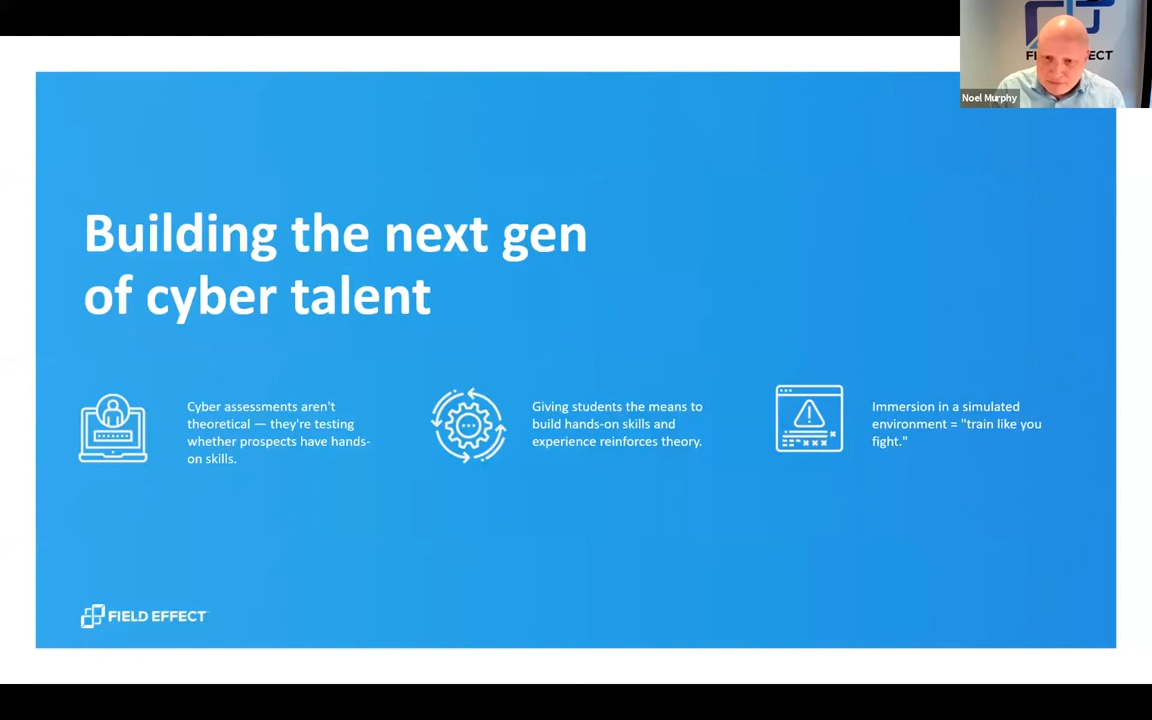 FI ECT
Noel Murphy
Building the next gen
of cyber talent
Cyber assessments aren't
theoretical — they're testing
whether prospects have hands-
on skills.
Giving students the means to
build hands-on skills and
experience reinforces theory.
Immersion in a simulated
environment = "train like you
fight."
FIELD EFFECT